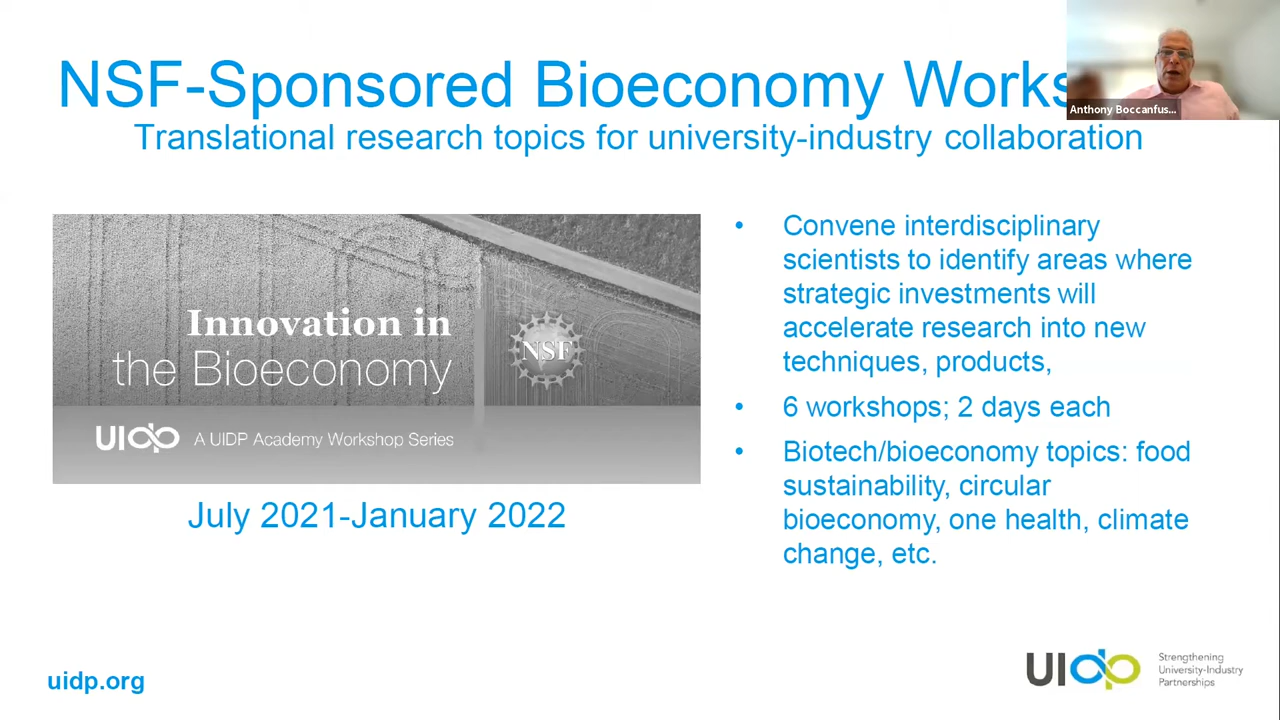 NSF-Sponsored Bioeconomy Works
Anthony Boccanfus...
Translational research topics for university-industry collaboration
Innovation in
the Bioeconomy
NSF
UIDP A UIDP Academy Workshop Series
July 2021-January 2022
• Convene interdisciplinary
scientists to identify areas where
strategic investments will
accelerate research into new
techniques, products,
• 6 workshops; 2 days each
• Biotech/bioeconomy topics: food
sustainability, circular
bioeconomy, one health, climate
change, etc.
uidp.org
UIDP
Strengthening
University-Industry
Partnerships